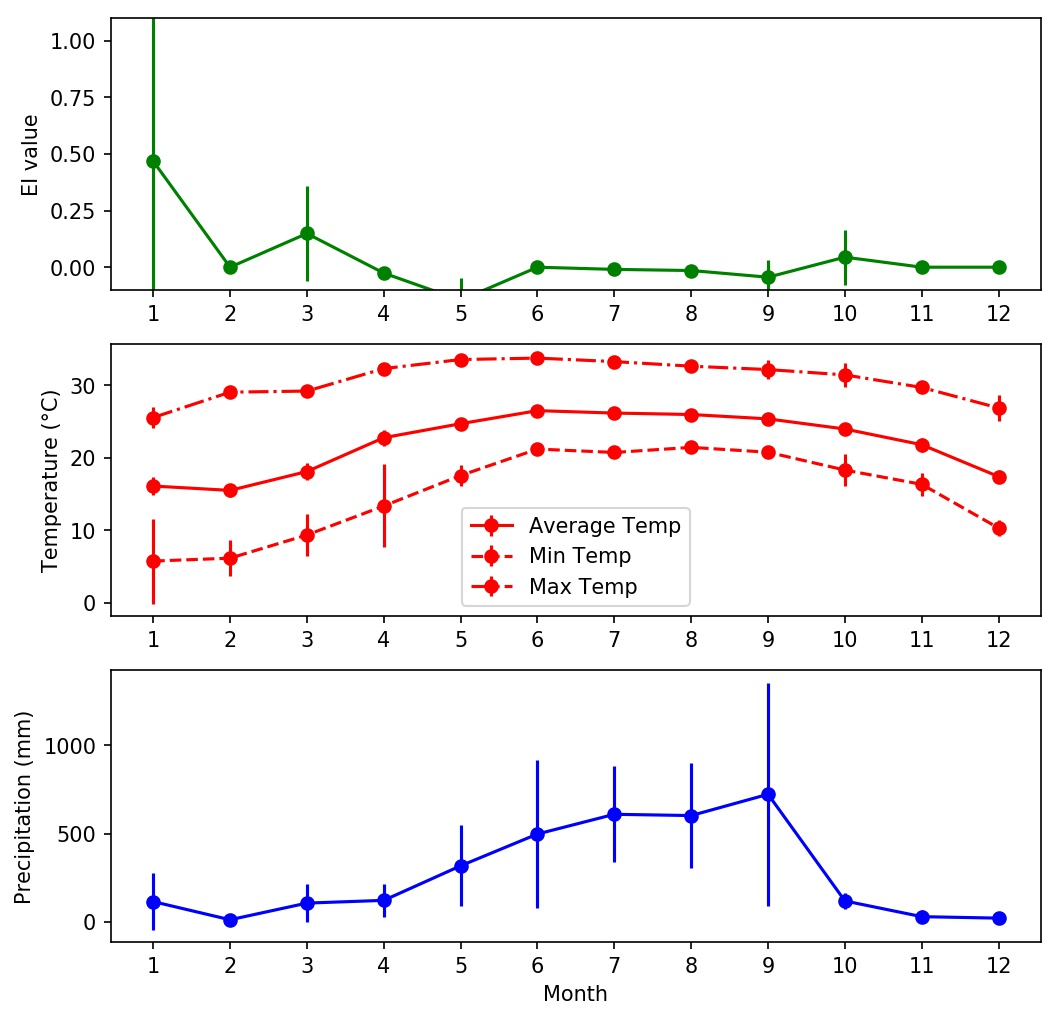 EI value
1.00
0.75
0.50
0.25
0.00
1 2 3 4 5 6 7 8 9 10 11 12
Temperature (°C)
30
20
10
0
Average Temp
Min Temp
Max Temp
1 2 3 4 5 6 7 8 9 10 11 12
Precipitation (mm)
1000
500
0
1 2 3 4 5 6 7 8 9 10 11 12
Month